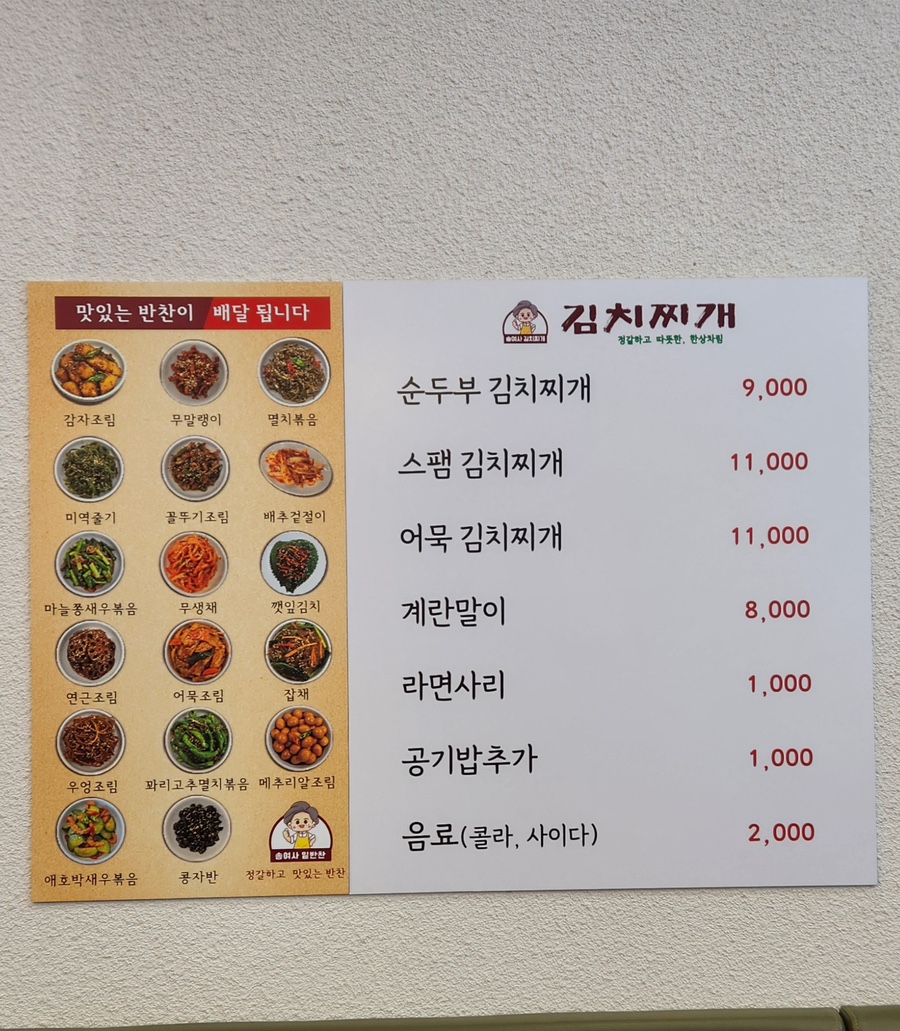 맛있는 반찬이 배달 됩니다
감자조림 무말랭이 멸치볶음
미역줄기 꼴뚜기조림 배추겉절이
마늘쫑새우볶음 무생채 깻잎김치
연근조림 어묵조림 잡채
우엉조림 꽈리고추멸치볶음 메추리알조림
송여사 밑반찬
애호박새우볶음 콩자반 정갈하고 맛있는 반찬
송여사 김치찌개
김치찌개
정갈하고 따뜻한, 한상차림
순두부 김치찌개 9,000
스팸 김치찌개 11,000
어묵 김치찌개 11,000
계란말이 8,000
라면사리 1,000
공기밥추가 1,000
음료(콜라, 사이다) 2,000